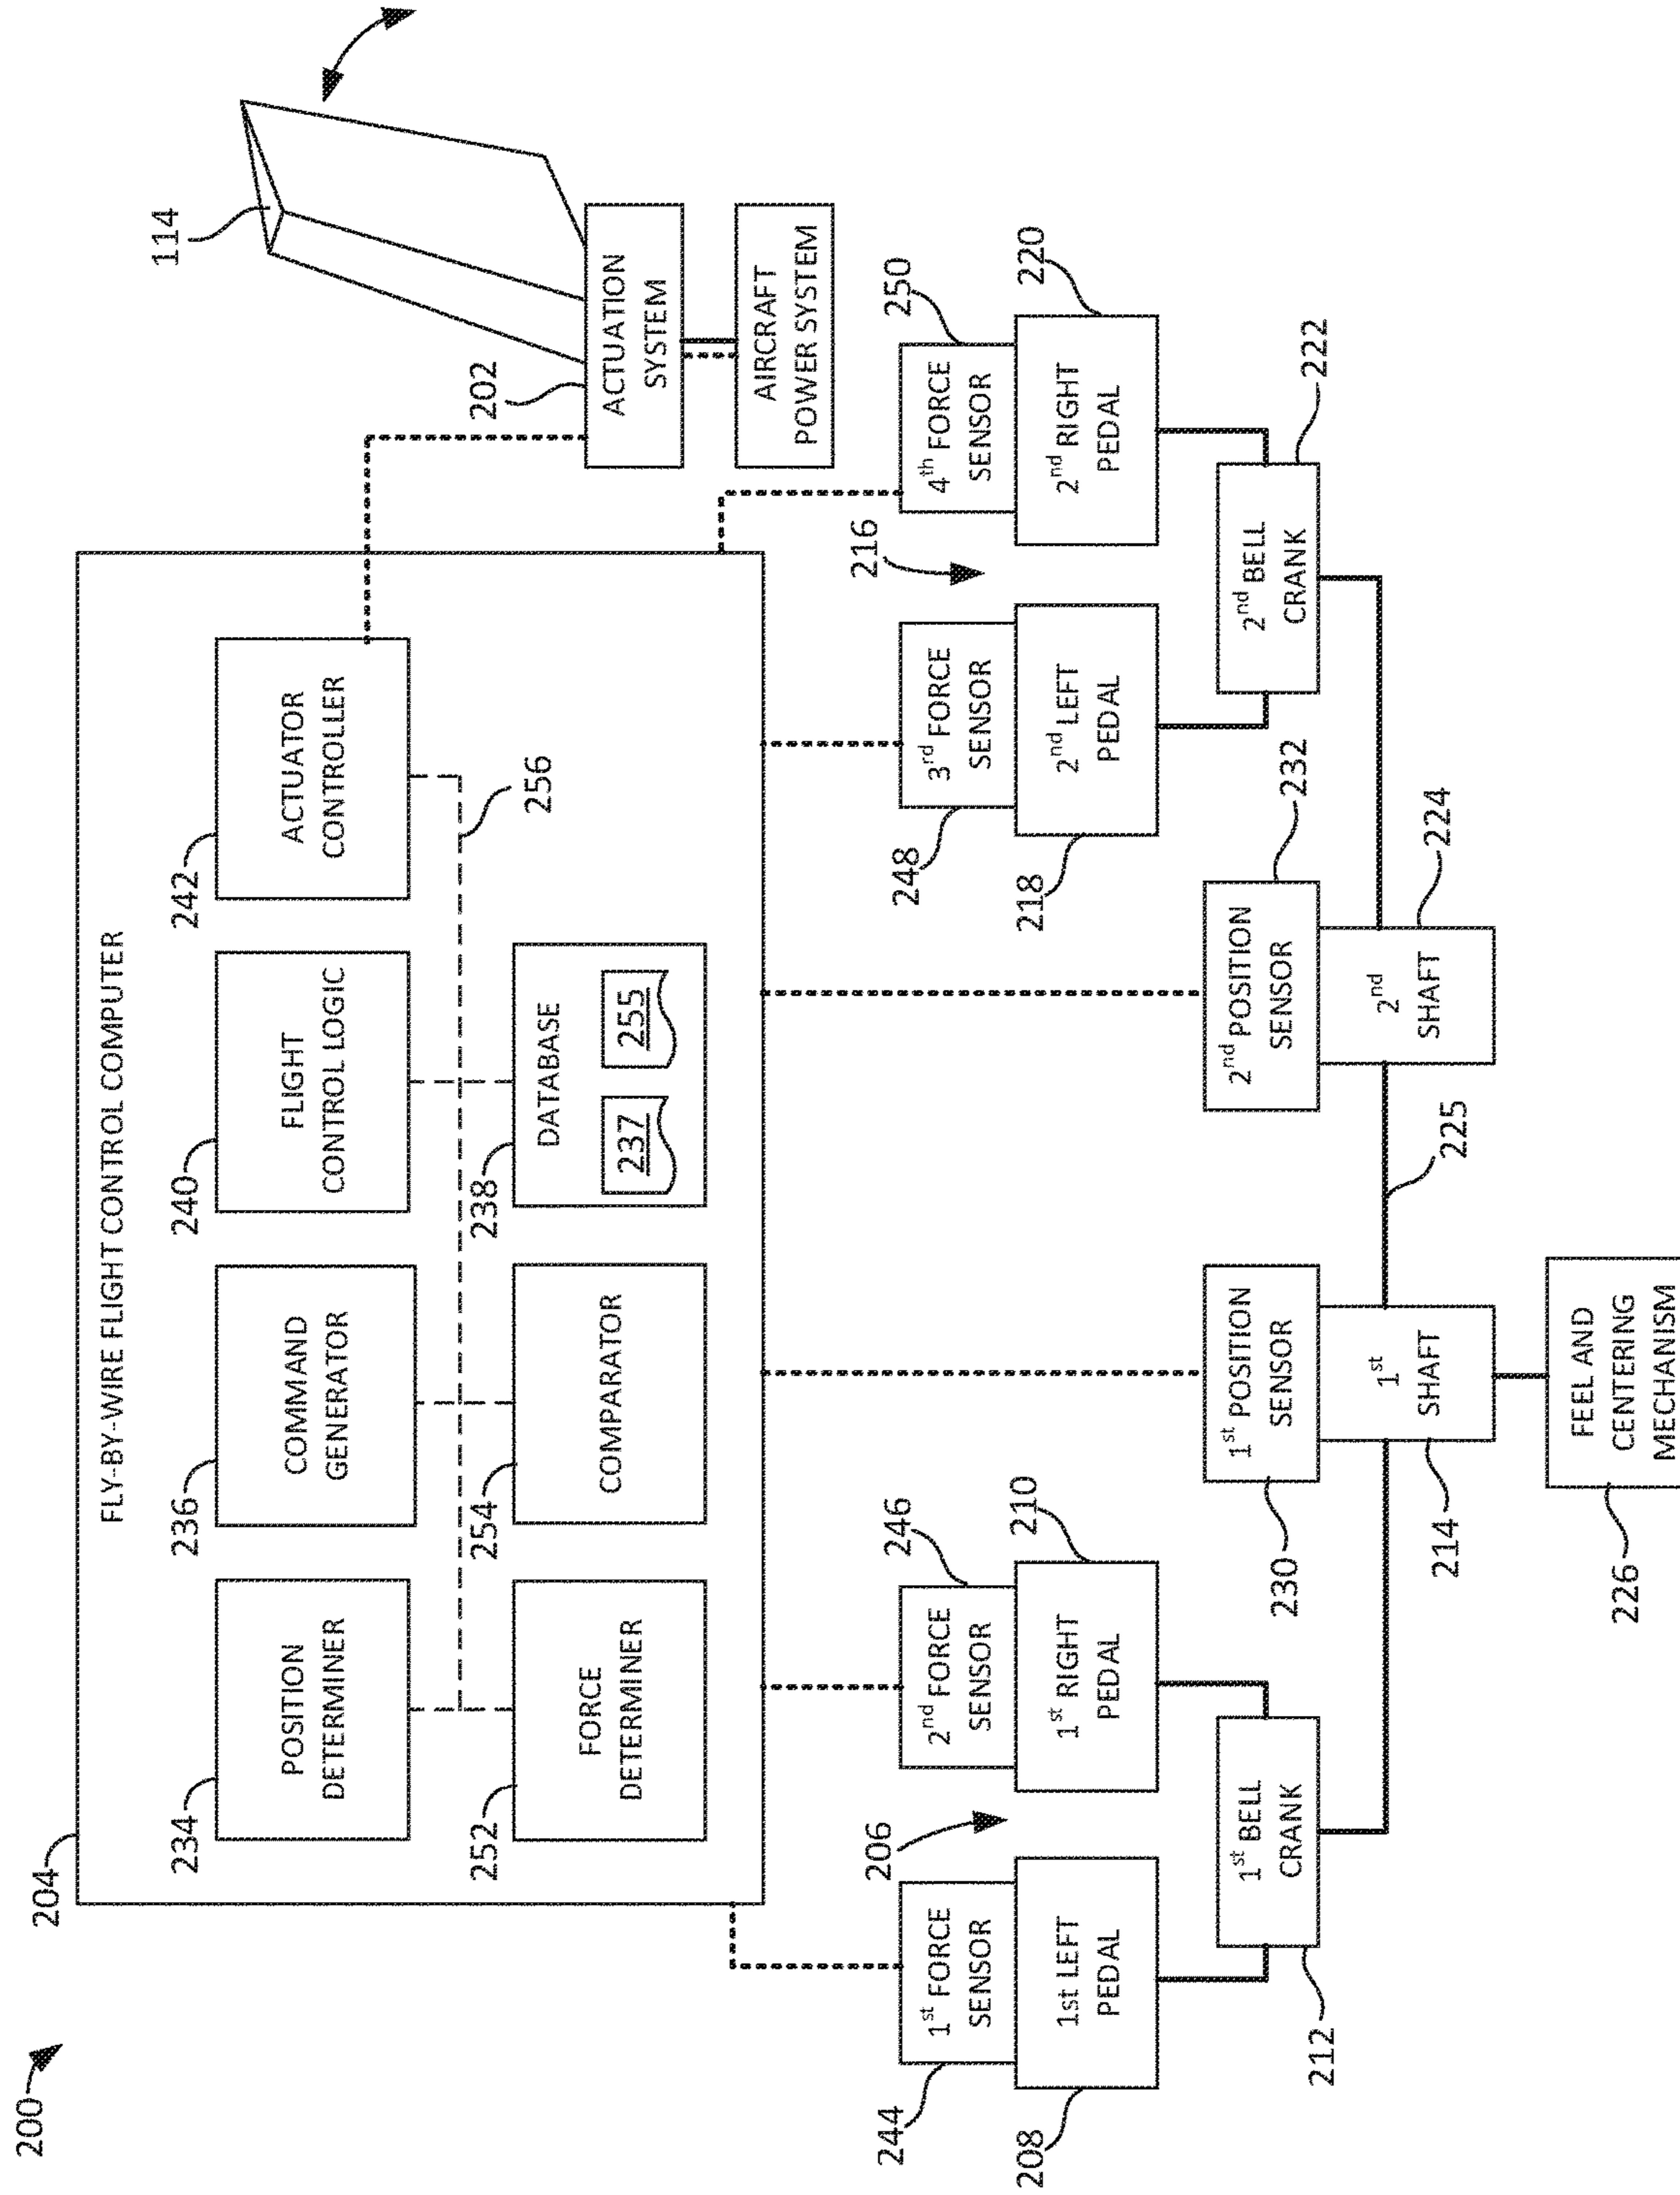 200
204
FLY-BY-WIRE FLIGHT CONTROL COMPUTER
234
POSITION
DETERMINER
236
COMMAND
GENERATOR
240
FLIGHT
CONTROL LOGIC
242
ACTUATOR
CONTROLLER
252
FORCE
DETERMINER
254
COMPARATOR
238
DATABASE
237
255
256
114
202
ACTUATION
SYSTEM
AIRCRAFT
POWER SYSTEM
244
1st FORCE
SENSOR
208
1st LEFT
PEDAL
206
246
2nd FORCE
SENSOR
210
1st RIGHT
PEDAL
212
1st BELL
CRANK
230
1st POSITION
SENSOR
214
1st
SHAFT
226
FEEL AND
CENTERING
MECHANISM
225
232
2nd POSITION
SENSOR
224
2nd
SHAFT
248
3rd FORCE
SENSOR
218
2nd LEFT
PEDAL
216
250
4th FORCE
SENSOR
220
2nd RIGHT
PEDAL
222
2nd BELL
CRANK